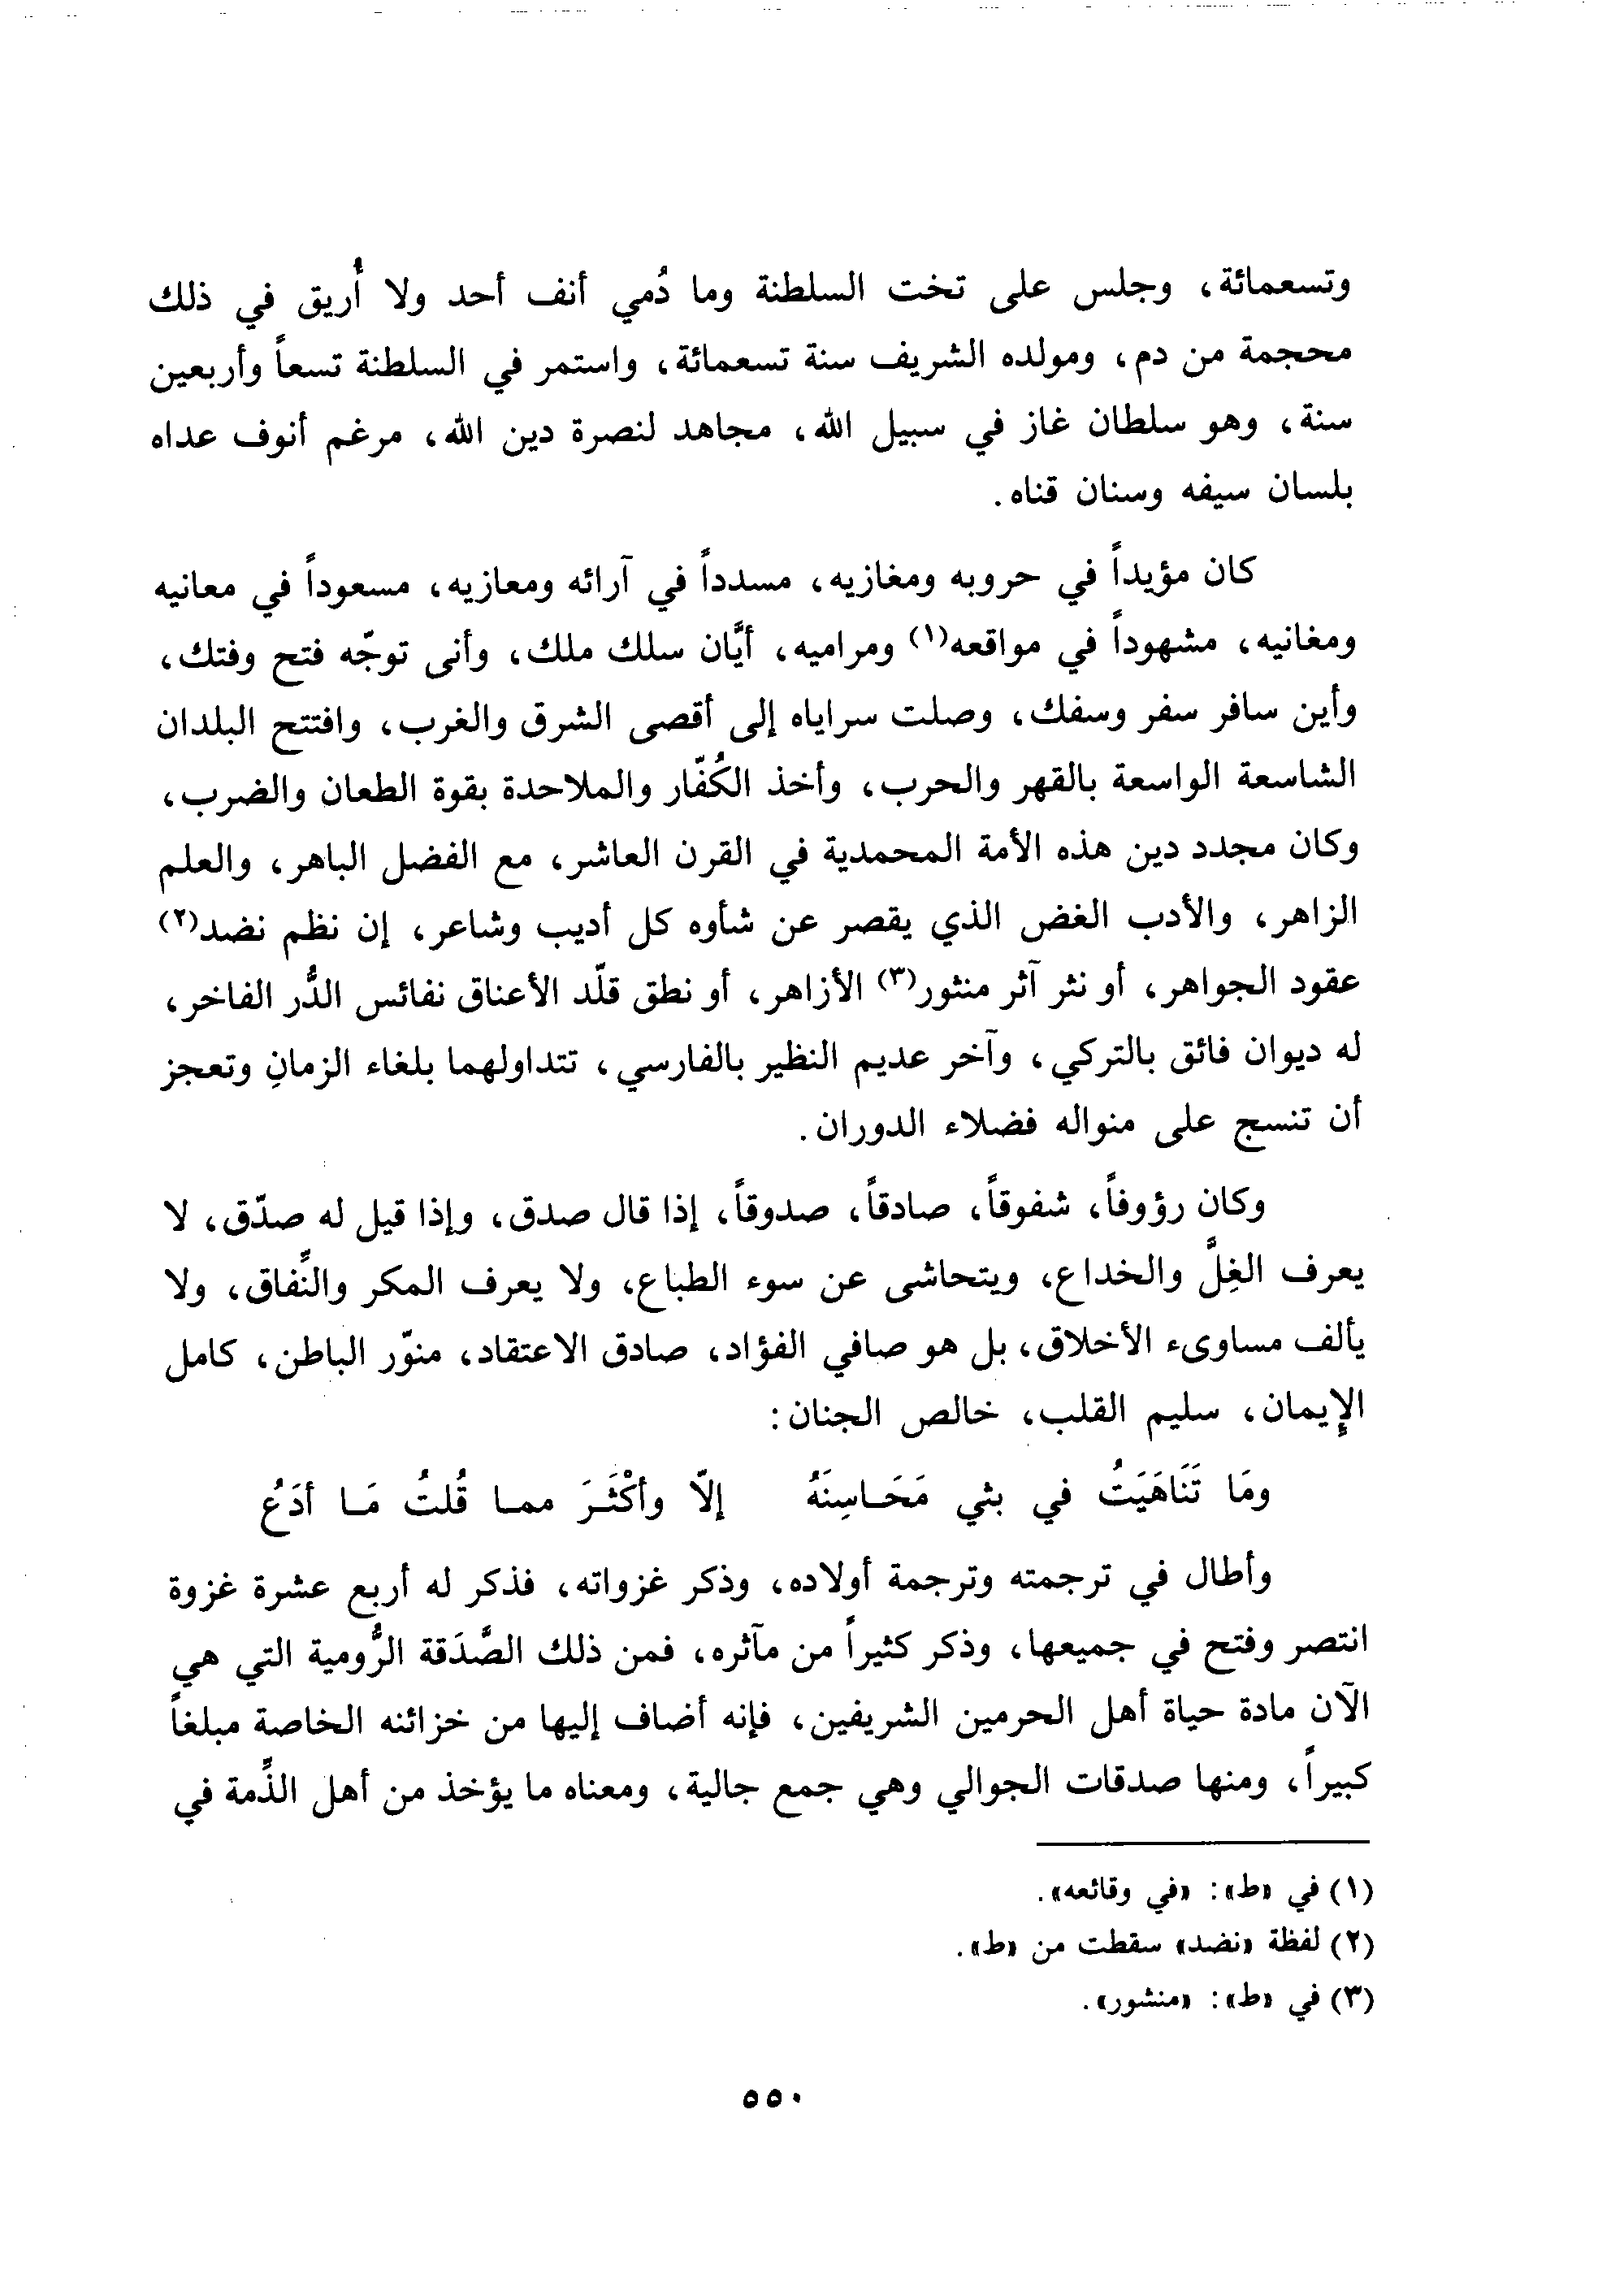 وتسعمائة، وجلس على تخت السلطنة وما دُمي أنف أحد ولا أُريق في ذلك
محجمة من دم، ومولده الشريف سنة تسعمائة، واستمر في السلطنة تسعاً وأربعين
سنة، وهو سلطان غاز في سبيل الله، مجاهد لنصرة دين الله، مرغم أنوف عداه
بلسان سيفه وسنان قناه.
كان مؤيداً في حروبه ومغازيه، مسدداً في آرائه ومعازيه، مسعوداً في معانيه
ومغانيه، مشهوداً في مواقعه(١) ومراميه، أيَّان سلك ملك، وأنى توجّه فتح وفتك،
وأين سافر سفر وسفك، وصلت سراياه إلى أقصى الشرق والغرب، وافتتح البلدان
الشاسعة الواسعة بالقهر والحرب، وأخذ الكُفّار والملاحدة بقوة الطعان والضرب،
وكان مجدد دين هذه الأمة المحمدية في القرن العاشر، مع الفضل الباهر، والعلم
الزاهر، والأدب الغض الذي يقصر عن شأوه كل أديب وشاعر، إن نظم نضد(٢)
عقود الجواهر، أو نثر آثر منثور(٣) الأزاهر، أو نطق قلّد الأعناق نفائس الدُّر الفاخر،
له ديوان فائق بالتركي، وآخر عديم النظير بالفارسي، تتداولهما بلغاء الزمانِ وتعجز
أن تنسج على منواله فضلاء الدوران.
وكان رؤوفاً، شفوقاً، صادقاً، صدوقاً، إذا قال صدق، وإذا قيل له صدّق، لا
يعرف الغِلَّ والخداع، ويتحاشى عن سوء الطباع، ولا يعرف المكر والنِّفاق، ولا
يألف مساوىء الأخلاق، بل هو صافي الفؤاد، صادق الاعتقاد، منوّر الباطن، كامل
الإيمان، سليم القلب، خالص الجنان:
ومَا تَنَاهَيَتُ في بثي مَحَاسِنَهُ إلاّ وأكْثَرَ مما قُلتُ مَا أدَعُ
وأطال في ترجمته وترجمة أولاده، وذكر غزواته، فذكر له أربع عشرة غزوة
انتصر وفتح في جميعها، وذكر كثيراً من مآثره، فمن ذلك الصَّدَقة الرُّومية التي هي
الآن مادة حياة أهل الحرمين الشريفين، فإنه أضاف إليها من خزائنه الخاصة مبلغاً
كبيراً، ومنها صدقات الجوالي وهي جمع جالية، ومعناه ما يؤخذ من أهل الذِّمة في
(١) في «ط»: «في وقائعه».
(٢) لفظة «نضد» سقطت من «ط».
(٣) في «ط»: «منشور».
٥٥٠